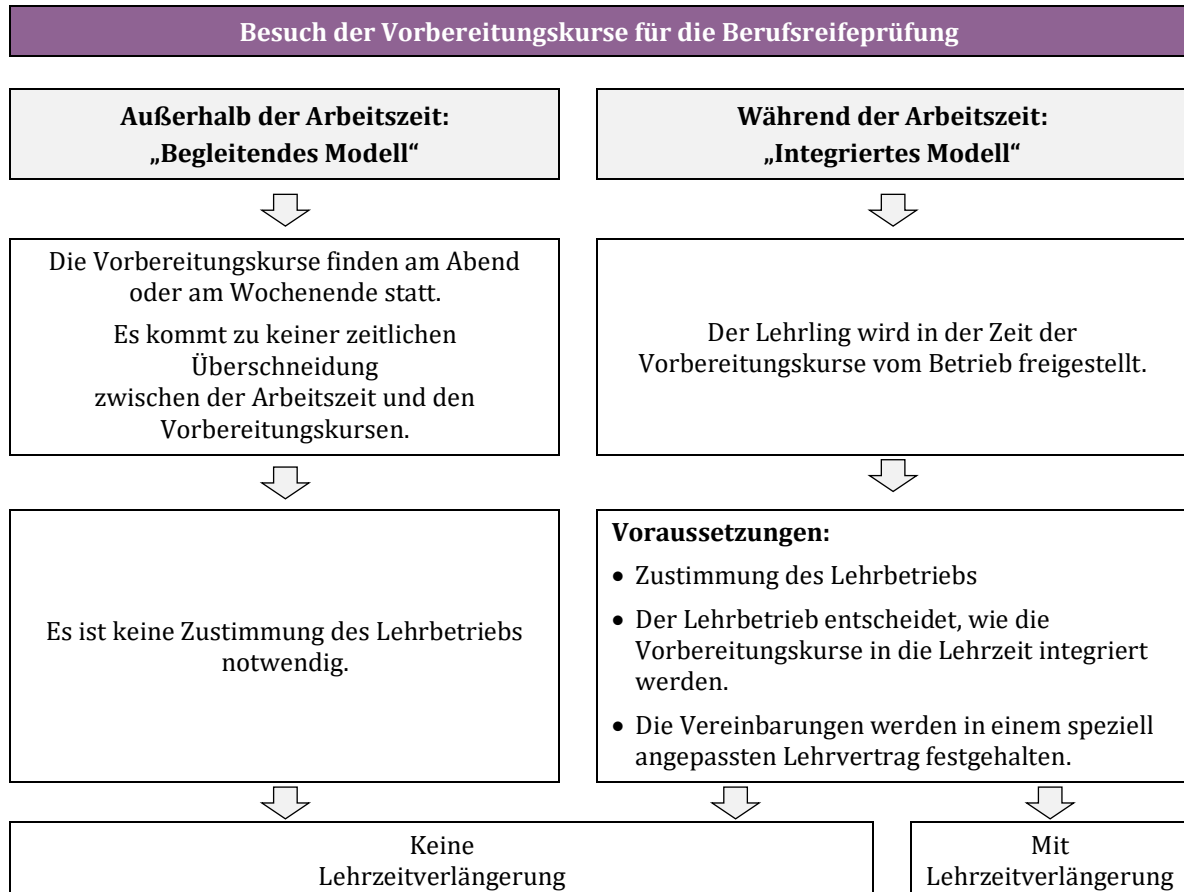 Besuch der Vorbereitungskurse für die Berufsreifeprüfung
Außerhalb der Arbeitszeit:
„Begleitendes Modell“
Während der Arbeitszeit:
„Integriertes Modell“
Die Vorbereitungskurse finden am Abend
oder am Wochenende statt.
Es kommt zu keiner zeitlichen
Überschneidung
zwischen der Arbeitszeit und den
Vorbereitungskursen.
Der Lehrling wird in der Zeit der
Vorbereitungskurse vom Betrieb freigestellt.
Es ist keine Zustimmung des Lehrbetriebs
notwendig.
Voraussetzungen:
• Zustimmung des Lehrbetriebs
• Der Lehrbetrieb entscheidet, wie die
Vorbereitungskurse in die Lehrzeit integriert
werden.
• Die Vereinbarungen werden in einem speziell
angepassten Lehrvertrag festgehalten.
Keine
Lehrzeitverlängerung
Mit
Lehrzeitverlängerung